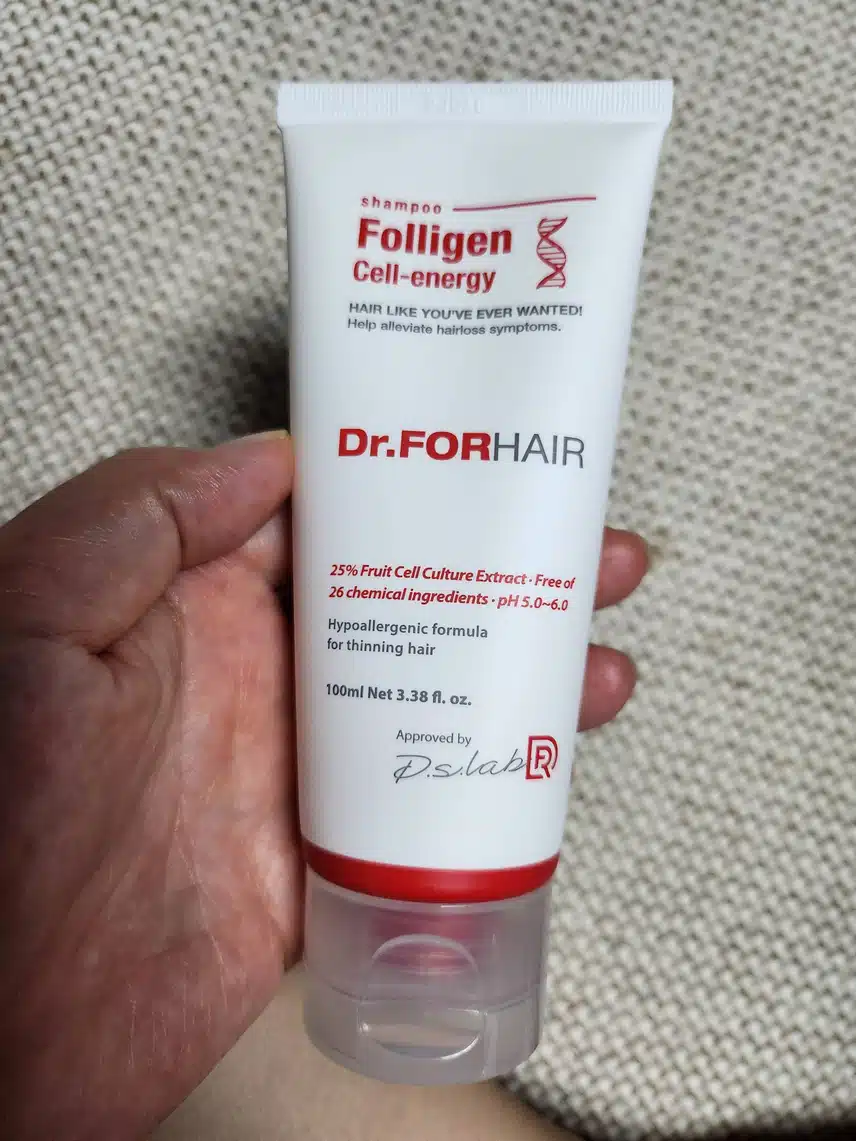 shampoo
Folligen
Cell-energy
HAIR LIKE YOU'VE EVER WANTED!
Help alleviate hairloss symptoms.
Dr.FORHAIR
25% Fruit Cell Culture Extract · Free of
26 chemical ingredients · pH 5.0~6.0
Hypoallergenic formula
for thinning hair
100ml Net 3.38 fl. oz.
Approved by
D.s.lab